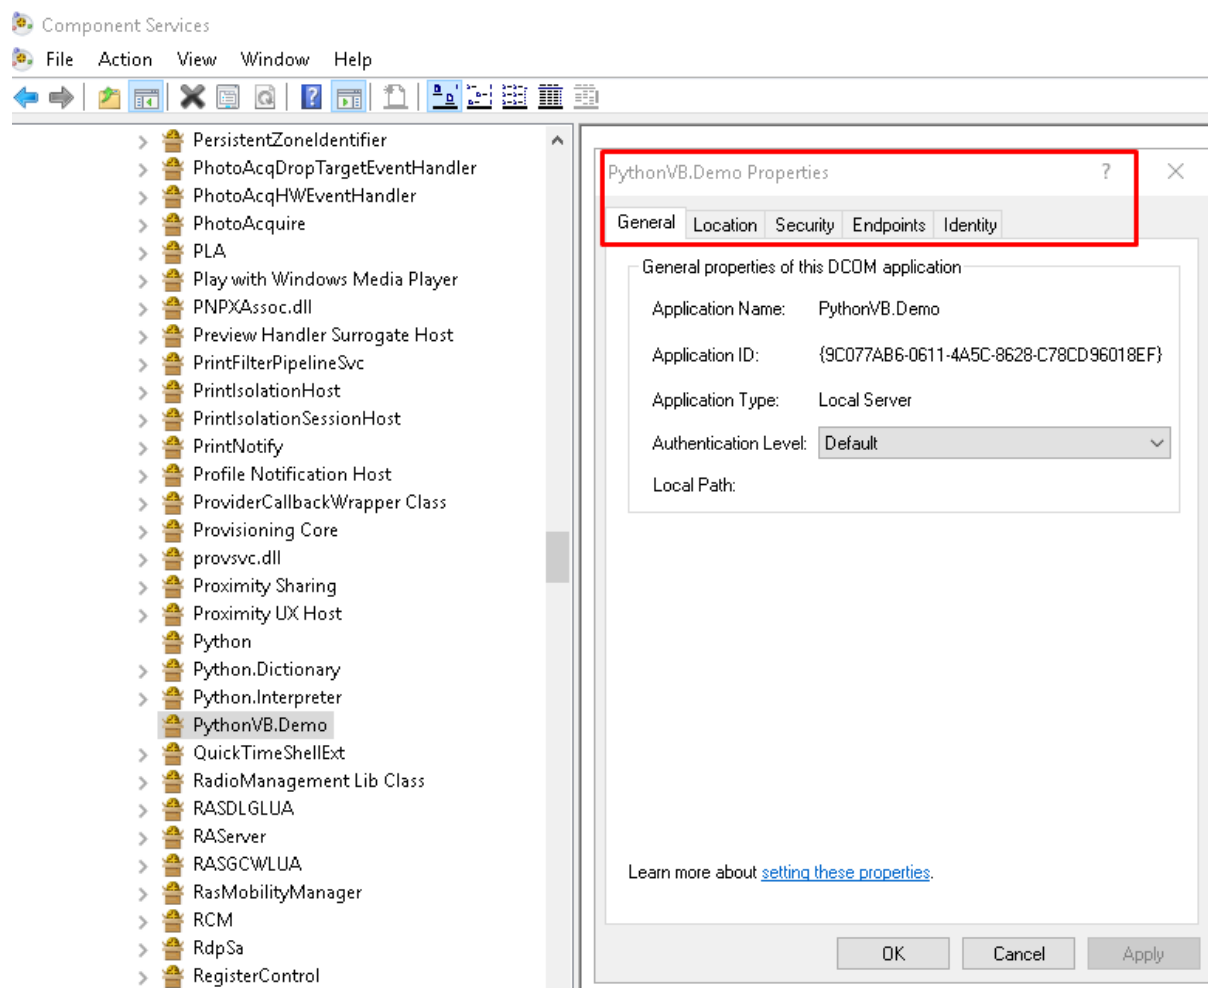 Component Services
File Action View Window Help
PersistentZoneIdentifier
PhotoAcqDropTargetEventHandler
PhotoAcqHWEventHandler
PhotoAcquire
PLA
Play with Windows Media Player
PNPXAssoc.dll
Preview Handler Surrogate Host
PrintFilterPipelineSvc
PrintIsolationHost
PrintIsolationSessionHost
PrintNotify
Profile Notification Host
ProviderCallbackWrapper Class
Provisioning Core
provsvc.dll
Proximity Sharing
Proximity UX Host
Python
Python.Dictionary
Python.Interpreter
PythonVB.Demo
QuickTimeShellExt
RadioManagement Lib Class
RASDLGLUA
RAServer
RASGCWLUA
RasMobilityManager
RCM
RdpSa
RegisterControl
PythonVB.Demo Properties
General Location Security Endpoints Identity
General properties of this DCOM application
Application Name: PythonVB.Demo
Application ID: {9C077AB6-0611-4A5C-8628-C78CD96018EF}
Application Type: Local Server
Authentication Level: Default
Local Path:
Learn more about setting these properties.
OK Cancel Apply